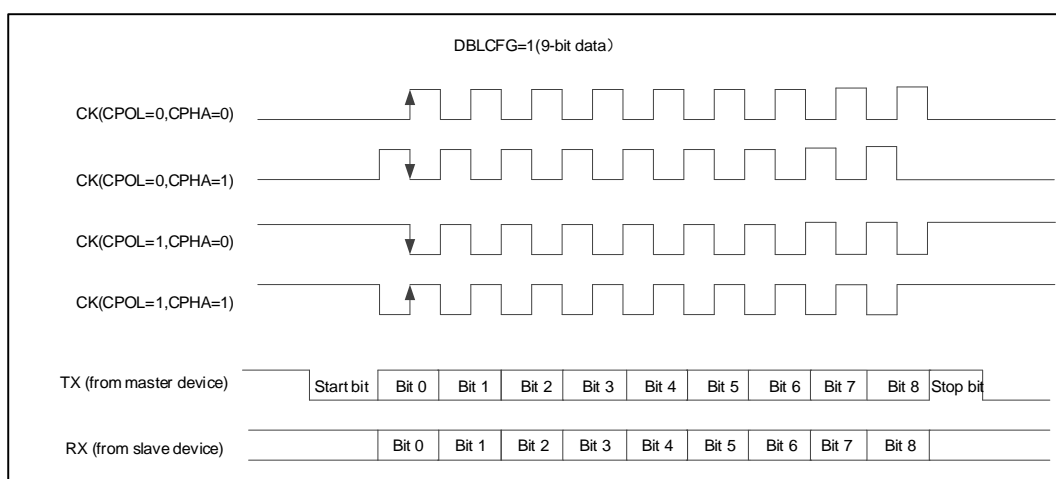 DBLCFG=1(9-bit data）
CK(CPOL=0,CPHA=0)
CK(CPOL=0,CPHA=1)
CK(CPOL=1,CPHA=0)
CK(CPOL=1,CPHA=1)
TX (from master device) Start bit Bit 0 Bit 1 Bit 2 Bit 3 Bit 4 Bit 5 Bit 6 Bit 7 Bit 8 Stop bit
RX (from slave device) Bit 0 Bit 1 Bit 2 Bit 3 Bit 4 Bit 5 Bit 6 Bit 7 Bit 8